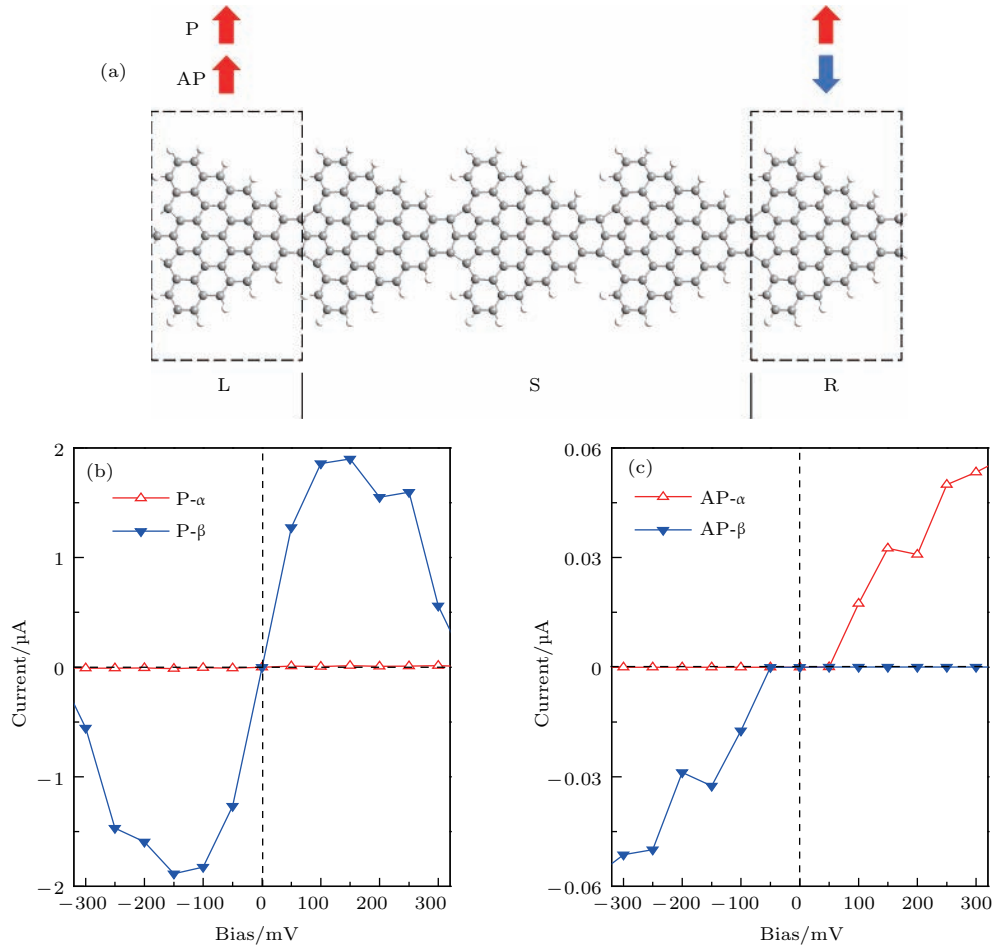 P
(a)
AP
L
S
R
(b)
P-α
P-β
2
1
0
−1
−2
Current/μA
−300
−200
−100
0
100
200
300
Bias/mV
(c)
AP-α
AP-β
0.06
0.03
0
−0.03
−0.06
Current/μA
−300
−200
−100
0
100
200
300
Bias/mV